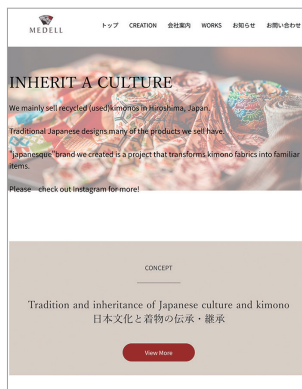 MEDELL
トップ CREATION 会社案内 WORKS お知らせ お問い合わせ
INHERIT A CULTURE
We mainly sell recycled (used)kimonos in Hiroshima, Japan.
Traditional Japanese designs many of the products we sell have.
"japanesque"brand we created is a project that transforms kimono fabrics into familiar
items.
Please check out Instagram for more!
CONCEPT
Tradition and inheritance of Japanese culture and kimono
日本文化と着物の伝承・継承
View More